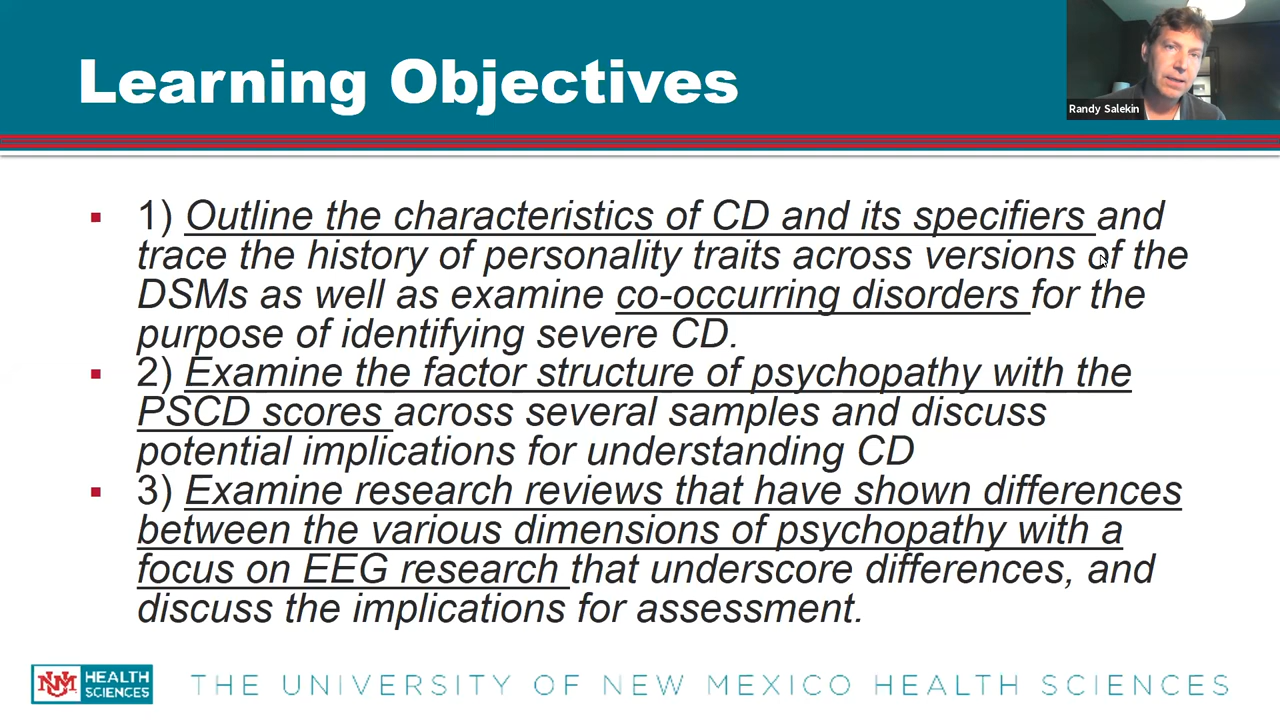 Learning Objectives
Randy Salekin
1) Outline the characteristics of CD and its specifiers and
trace the history of personality traits across versions of the
DSMs as well as examine co-occurring disorders for the
purpose of identifying severe CD.
2) Examine the factor structure of psychopathy with the
PSCD scores across several samples and discuss
potential implications for understanding CD
3) Examine research reviews that have shown differences
between the various dimensions of psychopathy with a
focus on EEG research that underscore differences, and
discuss the implications for assessment.
UNM HEALTH
SCIENCES
THE UNIVERSITY OF NEW MEXICO HEALTH SCIENCES